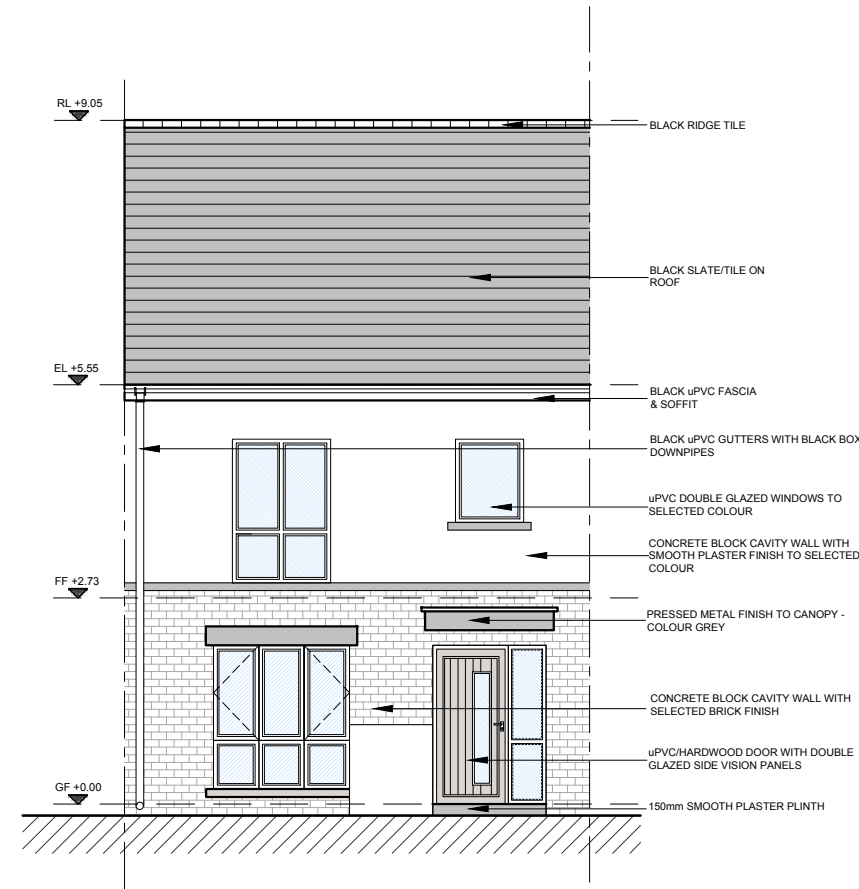 RL +9.05
BLACK RIDGE TILE
BLACK SLATE/TILE ON
ROOF
EL +5.55
BLACK uPVC FASCIA
& SOFFIT
BLACK uPVC GUTTERS WITH BLACK BOX
DOWNPIPES
uPVC DOUBLE GLAZED WINDOWS TO
SELECTED COLOUR
CONCRETE BLOCK CAVITY WALL WITH
SMOOTH PLASTER FINISH TO SELECTED
COLOUR
FF +2.73
PRESSED METAL FINISH TO CANOPY -
COLOUR GREY
CONCRETE BLOCK CAVITY WALL WITH
SELECTED BRICK FINISH
uPVC/HARDWOOD DOOR WITH DOUBLE
GLAZED SIDE VISION PANELS
GF +0.00
150mm SMOOTH PLASTER PLINTH